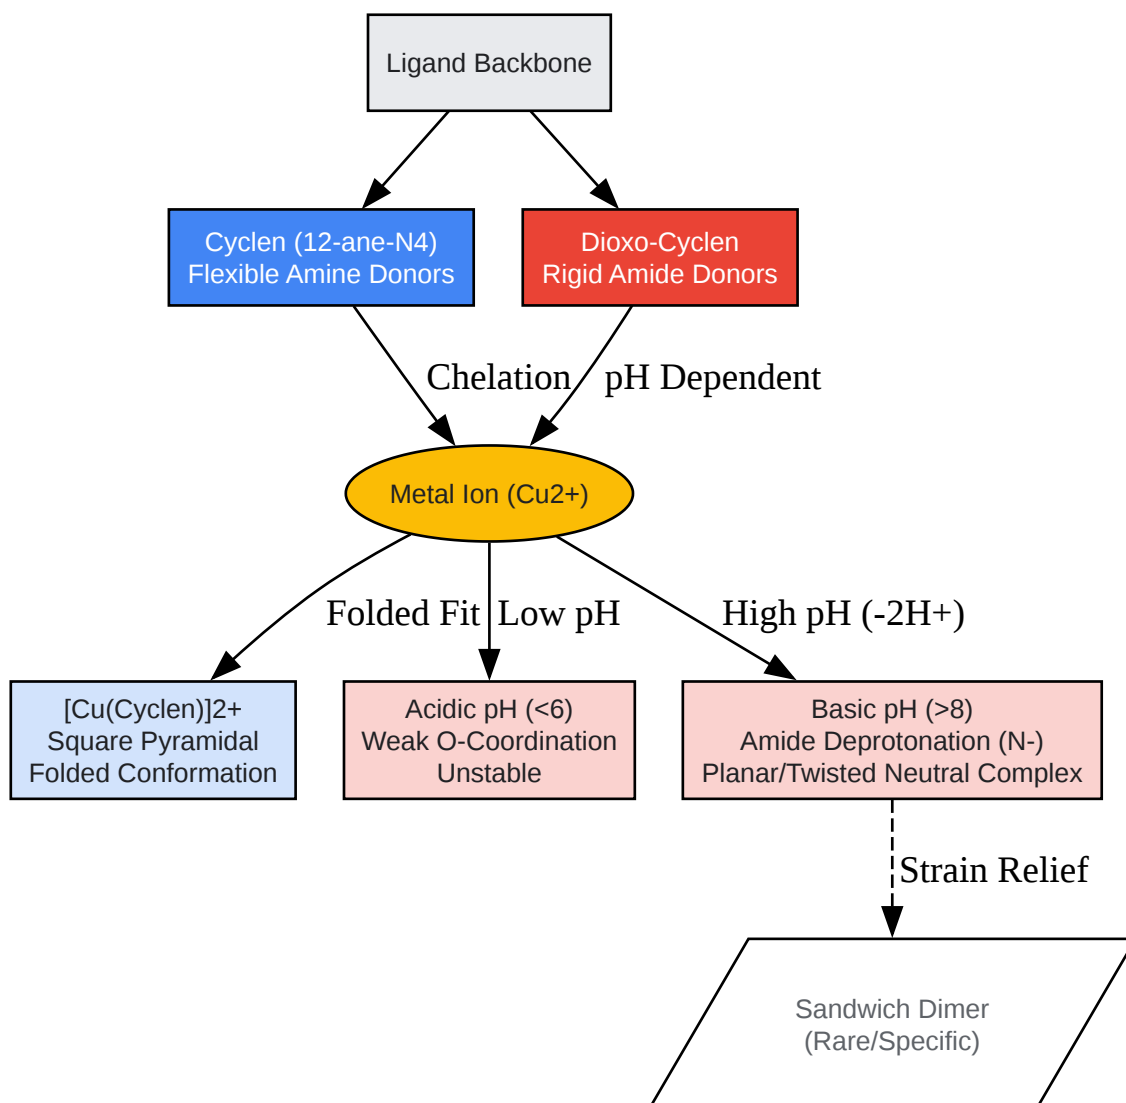 Ligand Backbone
Cyclen (12-ane-N4)
Flexible Amine Donors
Dioxo-Cyclen
Rigid Amide Donors
Chelation
pH Dependent
Metal Ion (Cu2+)
Folded Fit
Low pH
High pH (-2H+)
[Cu(Cyclen)]2+
Square Pyramidal
Folded Conformation
Acidic pH (<6)
Weak O-Coordination
Unstable
Basic pH (>8)
Amide Deprotonation (N-)
Planar/Twisted Neutral Complex
Strain Relief
Sandwich Dimer
(Rare/Specific)